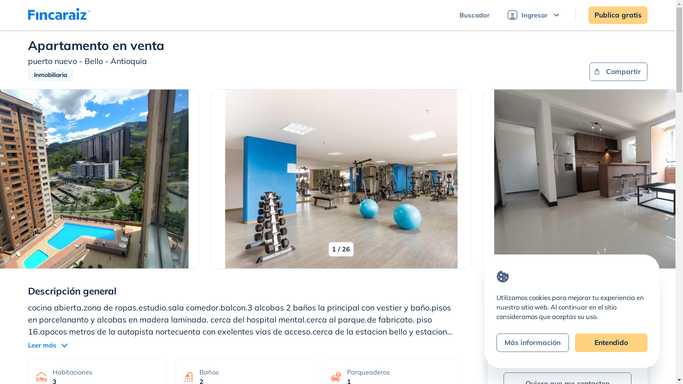 Fincaraiz
Buscador
Ingresar
Publica gratis
Apartamento en venta
puerto nuevo - Bello - Antioquia
Inmobiliaria
Compartir
1 / 26
Descripción general
cocina abierta.zona de ropas.estudio.sala comedor.balcon.3 alcobas 2 baños la principal con vestier y baño.pisos
en porcelananto y alcobas en madera laminada. cerca del hospital mental.cerca al parque.de fabricato. piso
16.apocos metros de la autopista nortecuenta con exelentes vias de acceso.cerca de la estacion bello y estacion...
Leer más
Habitaciones
3
Baños
2
Parqueaderos
1
Utilizamos cookies para mejorar tu experiencia en
nuestro sitio web. Al continuar en el sitio
consideramos que aceptas su uso.
Más información
Entendido
Quiero que me contacten